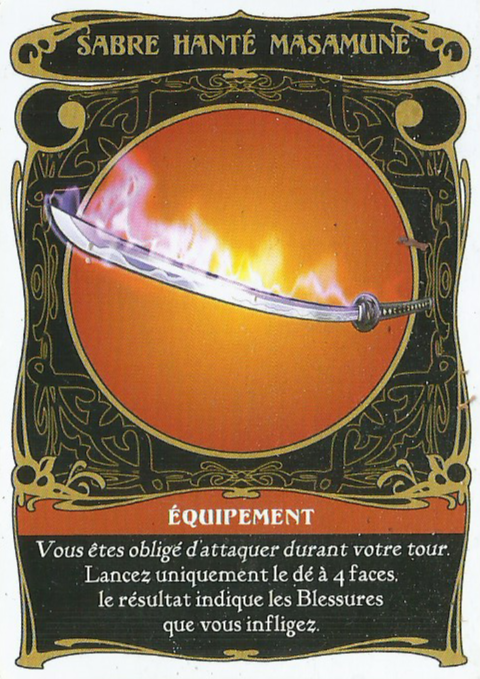 SABRE HANTÉ MASAMUNE
ÉQUIPEMENT
Vous êtes obligé d'attaquer durant votre tour.
Lancez uniquement le dé à 4 faces,
le résultat indique les Blessures
que vous infligez.